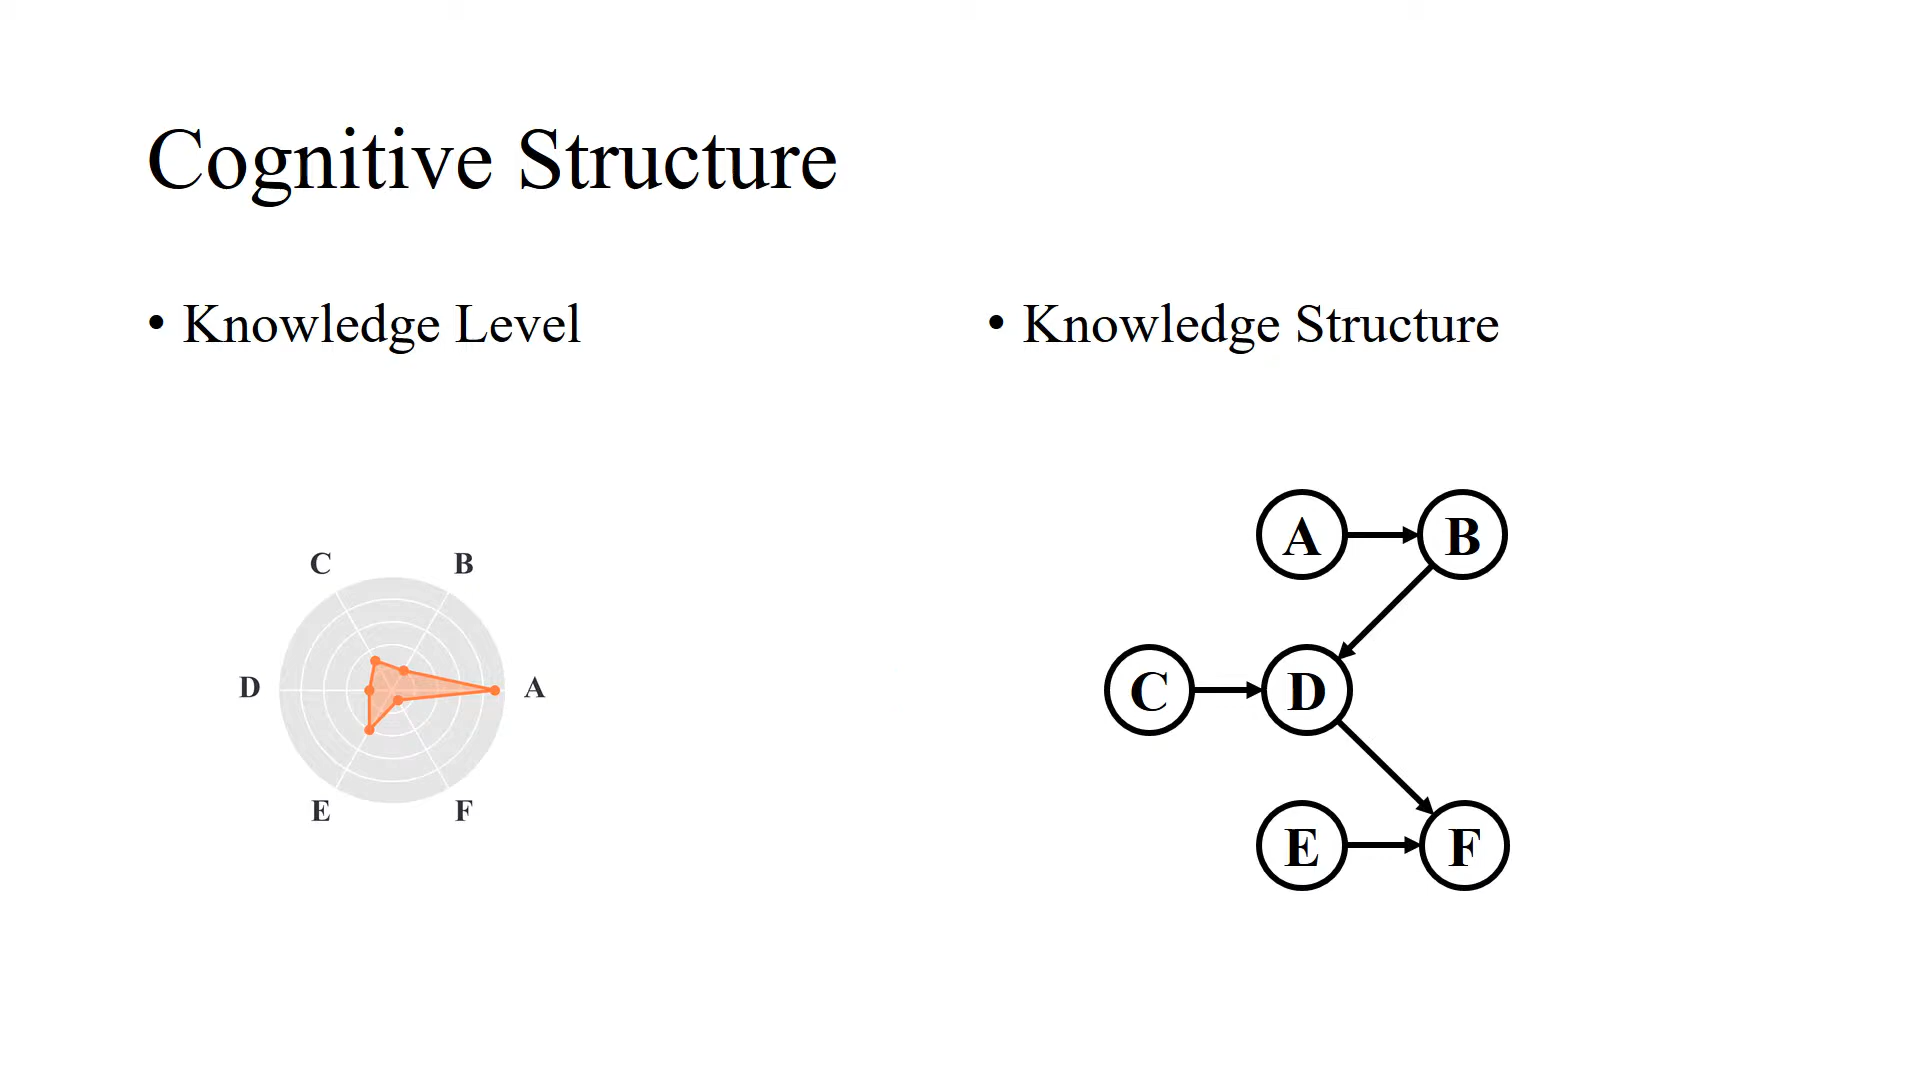 Cognitive Structure
• Knowledge Level
• Knowledge Structure
C B
D A
E F
A B
C D
E F